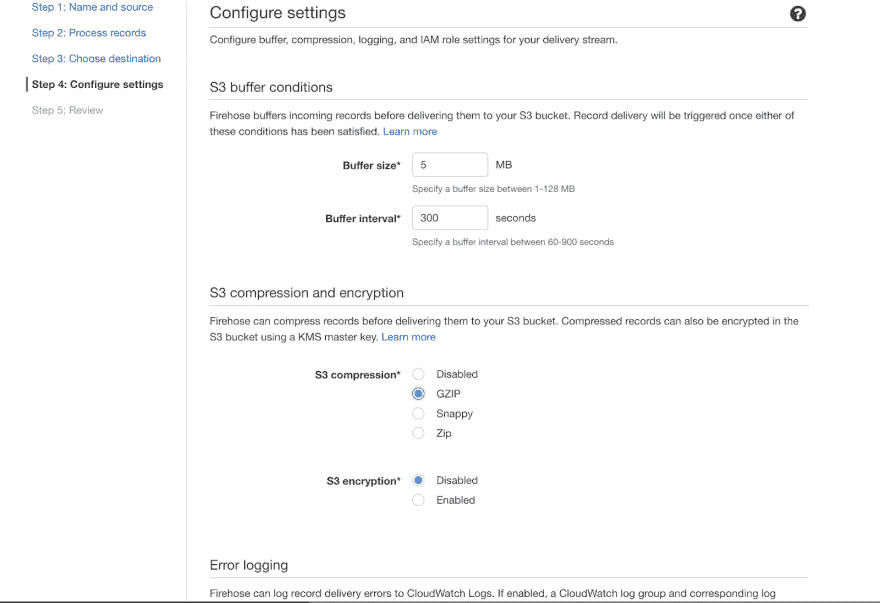 Step 1: Name and source
Step 2: Process records
Step 3: Choose destination
Step 4: Configure settings
Step 5: Review
Configure settings
?
Configure buffer, compression, logging, and IAM role settings for your delivery stream.
S3 buffer conditions
Firehose buffers incoming records before delivering them to your S3 bucket. Record delivery will be triggered once either of
these conditions has been satisfied. Learn more
Buffer size* 5 MB
Specify a buffer size between 1-128 MB
Buffer interval* 300 seconds
Specify a buffer interval between 60-900 seconds
S3 compression and encryption
Firehose can compress records before delivering them to your S3 bucket. Compressed records can also be encrypted in the
S3 bucket using a KMS master key. Learn more
S3 compression* Disabled
GZIP
Snappy
Zip
S3 encryption* Disabled
Enabled
Error logging
Firehose can log record delivery errors to CloudWatch Logs. If enabled, a CloudWatch log group and corresponding log